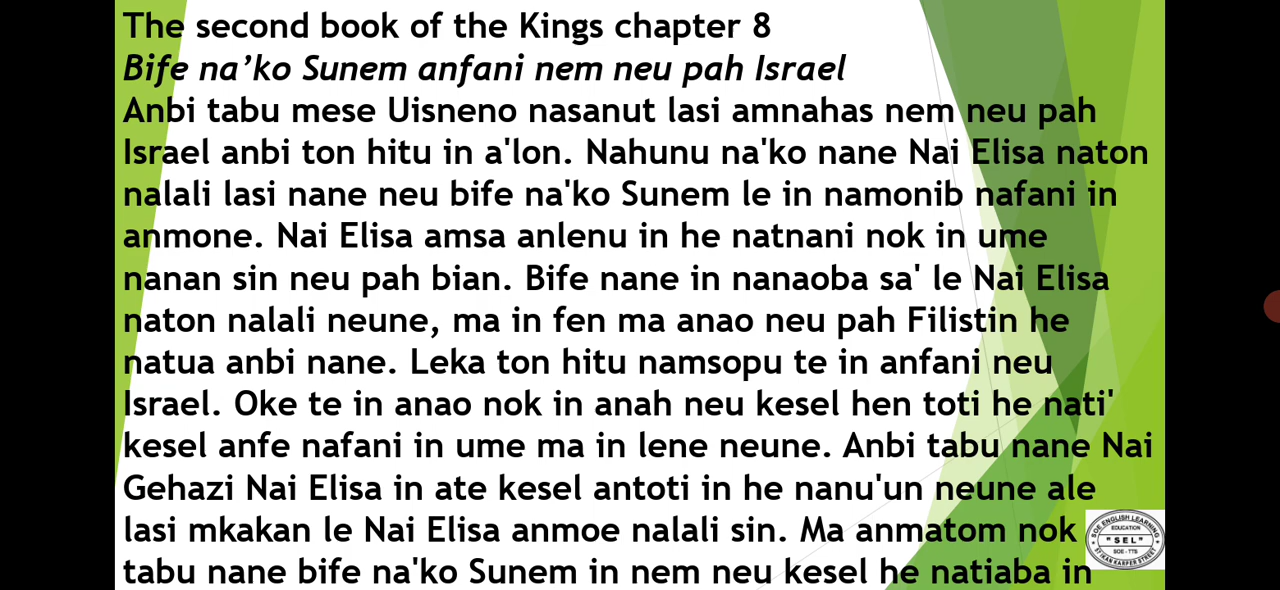 The second book of the Kings chapter 8
Bife na’ko Sunem anfani nem neu pah Israel
Anbi tabu mese Uisneno nasanut lasi amnahas nem neu pah
Israel anbi ton hitu in a'lon. Nahunu na'ko nane Nai Elisa naton
nalali lasi nane neu bife na'ko Sunem le in namonib nafani in
anmone. Nai Elisa amsa anlenu in he natnani nok in ume
nanan sin neu pah bian. Bife nane in nanaoba sa' le Nai Elisa
naton nalali neune, ma in fen ma anao neu pah Filistin he
natua anbi nane. Leka ton hitu namsopu te in anfani neu
Israel. Oke te in anao nok in anah neu kesel hen toti he nati'
kesel anfe nafani in ume ma in lene neune. Anbi tabu nane Nai
Gehazi Nai Elisa in ate kesel antoti in he nanu'un neune ale
lasi mkakan le Nai Elisa anmoe nalali sin. Ma anmatom nok
tabu nane bife na'ko Sunem in nem neu kesel he natiaba in
SOE ENGLISH LEARNING
EDUCATION
"SEL"
SOE - TTS